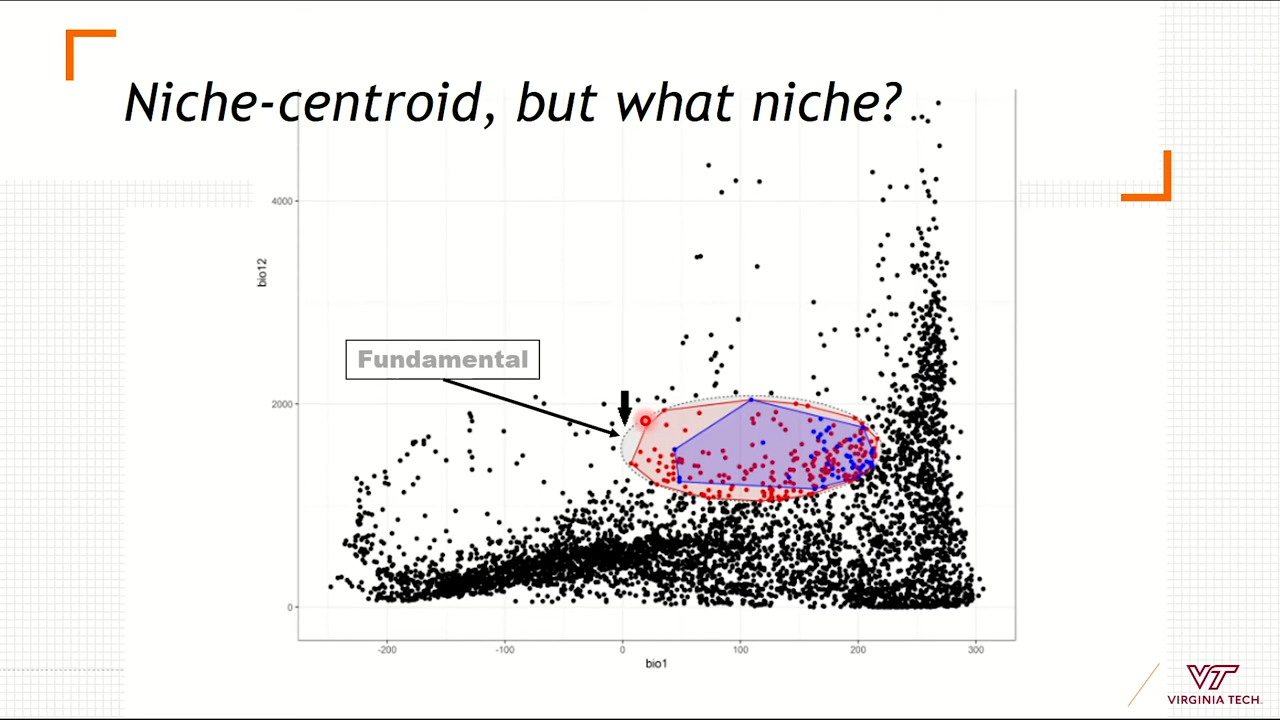 Niche-centroid, but what niche?
4000
bio12
Fundamental
2000
0
-200 -100 0 100 200 300
bio1
VT
VIRGINIA TECH.